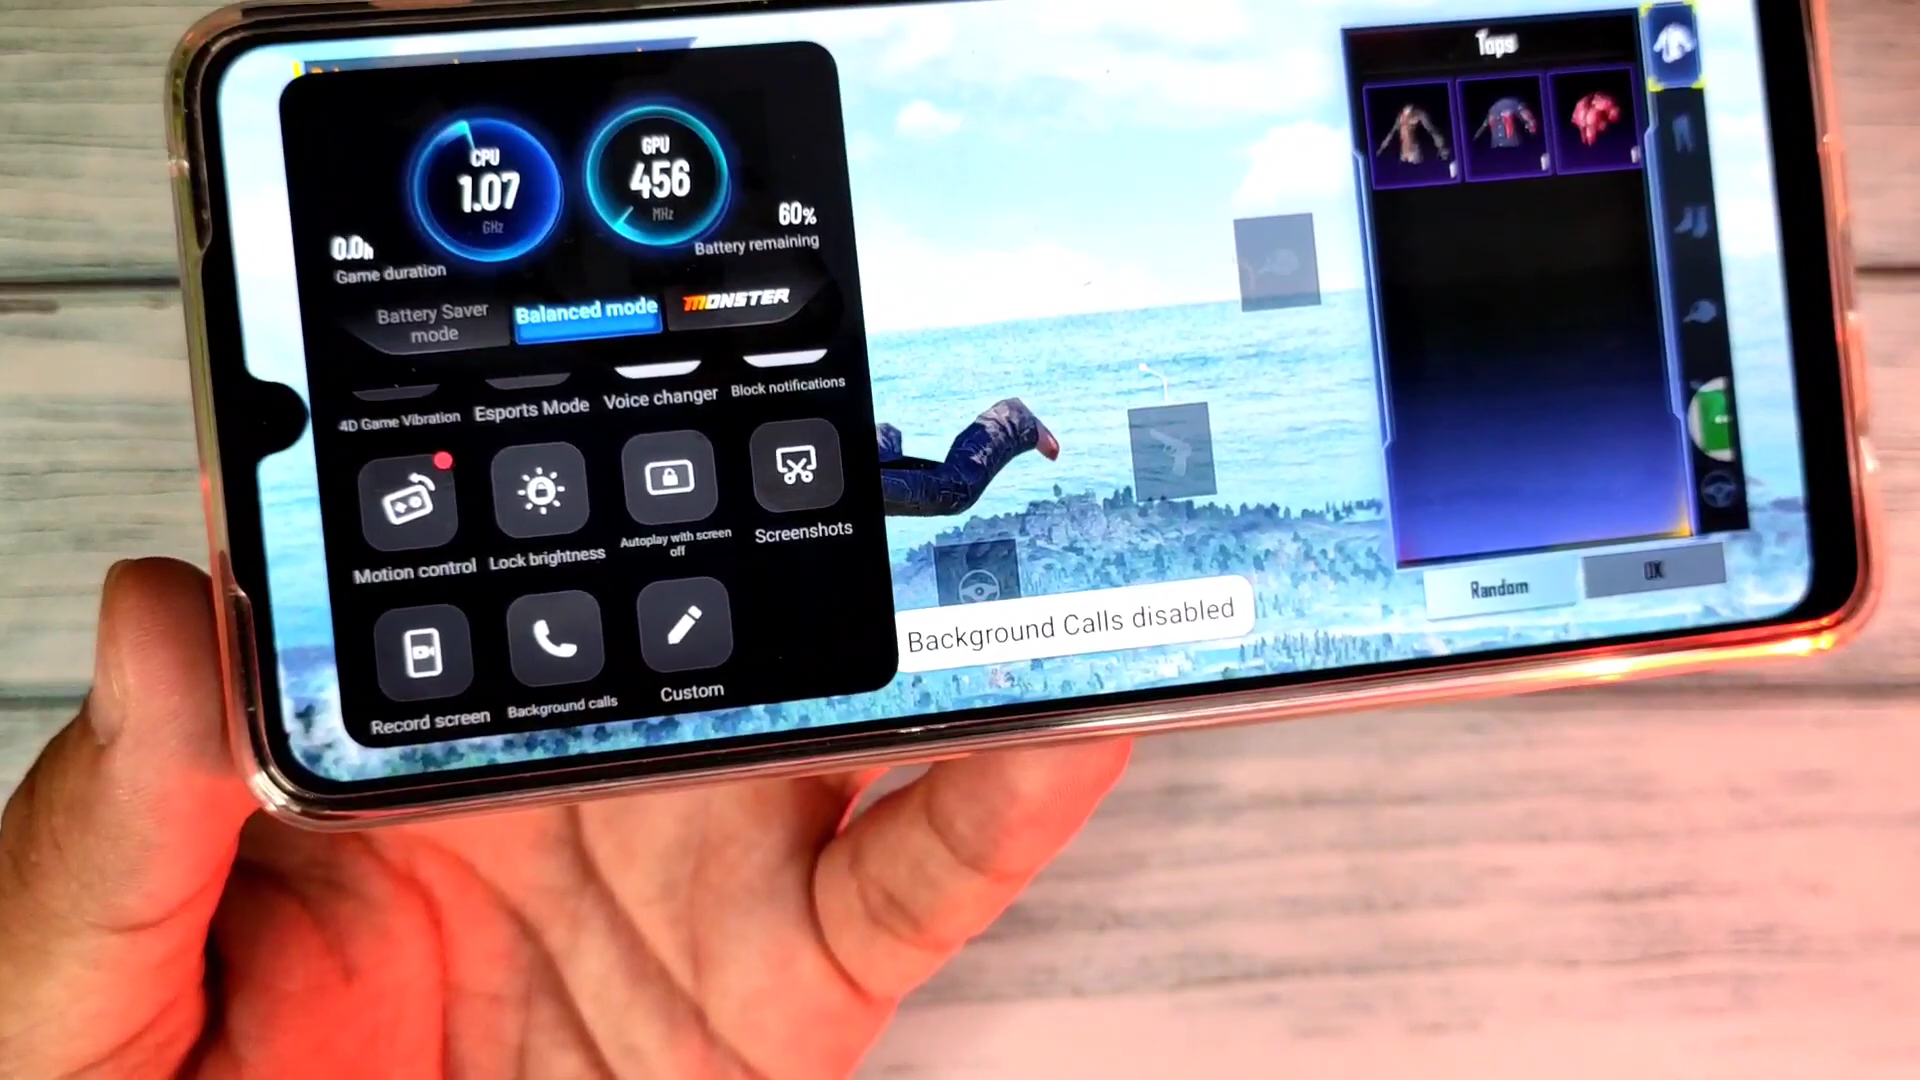 CPU
1.07
GHz
GPU
456
MHz
0.0h
Game duration
60%
Battery remaining
Battery Saver
mode
Balanced mode
MONSTER
4D Game Vibration
Esports Mode
Voice changer
Block notifications
Motion control
Lock brightness
Autoplay with screen
off
Screenshots
Record screen
Background calls
Custom
Background Calls disabled
Tops
Random
OK